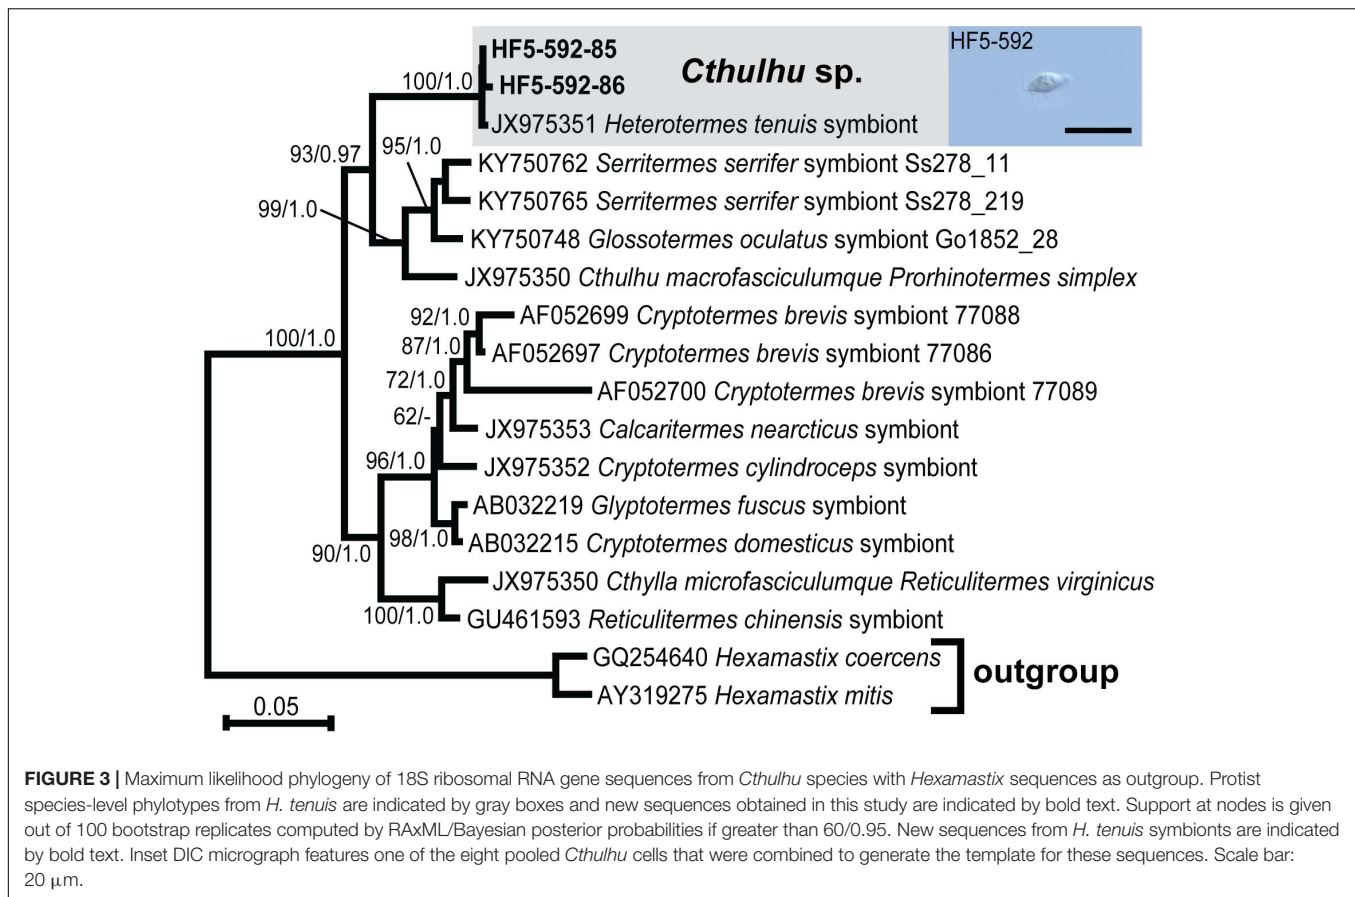 HF5-592-85
HF5-592-86
Cthulhu sp.
HF5-592
100/1.0
JX975351 Heterotermes tenuis symbiont
93/0.97
95/1.0
KY750762 Serritermes serrifer symbiont Ss278_11
KY750765 Serritermes serrifer symbiont Ss278_219
99/1.0
KY750748 Glossotermes oculatus symbiont Go1852_28
JX975350 Cthulhu macrofasciculumque Prorhinotermes simplex
92/1.0
AF052699 Cryptotermes brevis symbiont 77088
100/1.0
87/1.0
AF052697 Cryptotermes brevis symbiont 77086
72/1.0
AF052700 Cryptotermes brevis symbiont 77089
62/-
JX975353 Calcaritermes nearcticus symbiont
96/1.0
JX975352 Cryptotermes cylindroceps symbiont
AB032219 Glyptotermes fuscus symbiont
98/1.0
AB032215 Cryptotermes domesticus symbiont
90/1.0
JX975350 Cthylla microfasciculumque Reticulitermes virginicus
100/1.0
GU461593 Reticulitermes chinensis symbiont
GQ254640 Hexamastix coercens
outgroup
AY319275 Hexamastix mitis
0.05
FIGURE 3 | Maximum likelihood phylogeny of 18S ribosomal RNA gene sequences from Cthulhu species with Hexamastix sequences as outgroup. Protist
species-level phylotypes from H. tenuis are indicated by gray boxes and new sequences obtained in this study are indicated by bold text. Support at nodes is given
out of 100 bootstrap replicates computed by RAxML/Bayesian posterior probabilities if greater than 60/0.95. New sequences from H. tenuis symbionts are indicated
by bold text. Inset DIC micrograph features one of the eight pooled Cthulhu cells that were combined to generate the template for these sequences. Scale bar:
20 μm.